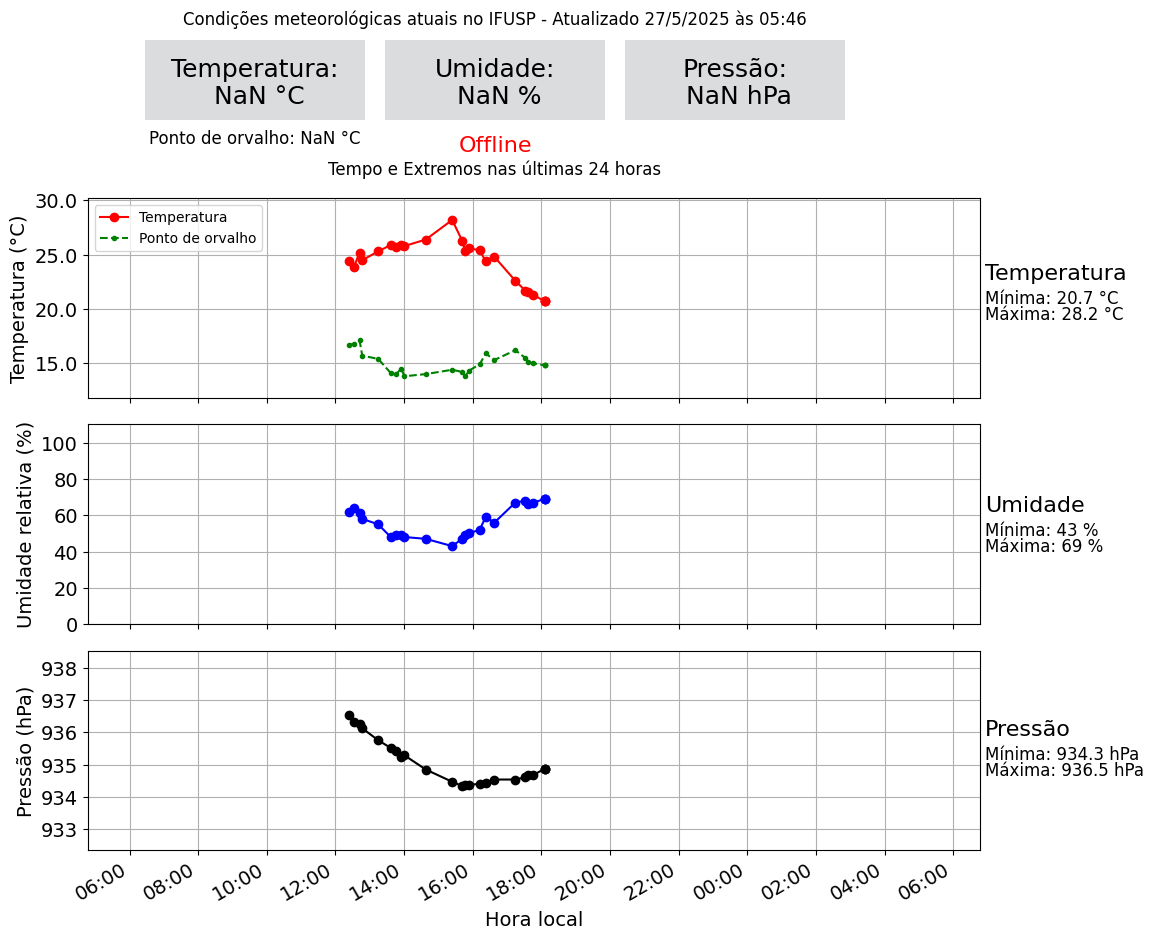 Condições meteorológicas atuais no IFUSP - Atualizado 27/5/2025 às 05:46
Temperatura:
NaN °C
Umidade:
NaN %
Pressão:
NaN hPa
Ponto de orvalho: NaN °C
Offline
Tempo e Extremos nas últimas 24 horas
Temperatura (°C)
30.0
25.0
20.0
15.0
Temperatura
Ponto de orvalho
Temperatura
Mínima: 20.7 °C
Máxima: 28.2 °C
Umidade relativa (%)
100
80
60
40
20
0
Umidade
Mínima: 43 %
Máxima: 69 %
Pressão (hPa)
938
937
936
935
934
933
Pressão
Mínima: 934.3 hPa
Máxima: 936.5 hPa
06:00 08:00 10:00 12:00 14:00 16:00 18:00 20:00 22:00 00:00 02:00 04:00 06:00
Hora local